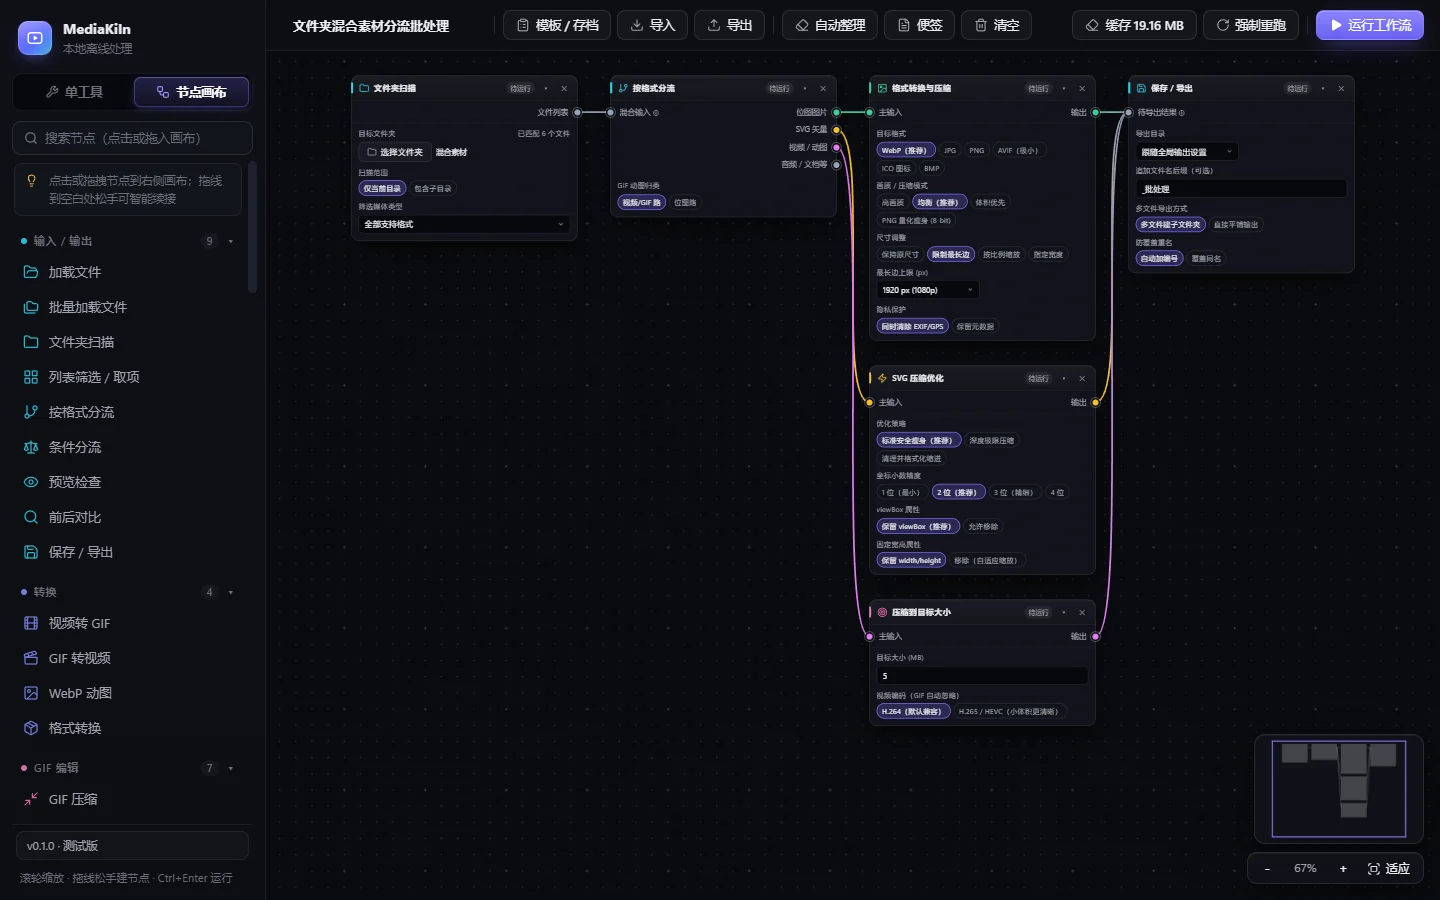 MediaKiln
本地离线处理
单工具
节点画布
搜索节点（点击或拖入画布）
点击或拖拽节点到右侧画布；拖线
到空白处松手可智能续接
输入 / 输出
9
加载文件
批量加载文件
文件夹扫描
列表筛选 / 取项
按格式分流
条件分流
预览检查
前后对比
保存 / 导出
转换
4
视频转 GIF
GIF 转视频
WebP 动图
格式转换
GIF 编辑
7
GIF 压缩
v0.1.0 · 测试版
滚轮缩放 · 拖线松手建节点 · Ctrl+Enter 运行
文件夹混合素材分流批处理
模板 / 存档
导入
导出
自动整理
便签
清空
缓存 19.16 MB
强制重跑
运行工作流
文件夹扫描
待运行
文件列表
目标文件夹
已匹配 6 个文件
选择文件夹
混合素材
扫描范围
仅当前目录
包含子目录
筛选媒体类型
全部支持格式
按格式分流
待运行
混合输入
位图图片
SVG 矢量
视频 / 动图
音频 / 文档等
GIF 动图归类
视频/GIF 路
位图路
格式转换与压缩
待运行
主输入
输出
目标格式
WebP（推荐）
JPG
PNG
AVIF（极小）
ICO 图标
BMP
画质 / 压缩模式
高画质
均衡（推荐）
体积优先
PNG 量化瘦身 (8-bit)
尺寸调整
保持原尺寸
限制最长边
按比例缩放
指定宽度
最长边上限 (px)
1920 px (1080p)
隐私保护
同时清除 EXIF/GPS
保留元数据
SVG 压缩优化
待运行
主输入
输出
优化策略
标准安全瘦身（推荐）
深度极限压缩
清理并格式化缩进
坐标小数精度
1 位（最小）
2 位（推荐）
3 位（精细）
4 位
viewBox 属性
保留 viewBox（推荐）
允许移除
固定宽高属性
保留 width/height
移除（自适应缩放）
压缩到目标大小
待运行
主输入
输出
目标大小 (MB)
5
视频编码（GIF 自动忽略）
H.264（默认兼容）
H.265 / HEVC（小体积更清晰）
保存 / 导出
待运行
待导出结果
导出目录
跟随全局输出设置
追加文件名后缀（可选）
_批处理
多文件导出方式
多文件建子文件夹
直接平铺输出
防覆盖重名
自动加编号
覆盖同名
-
67%
+
适应